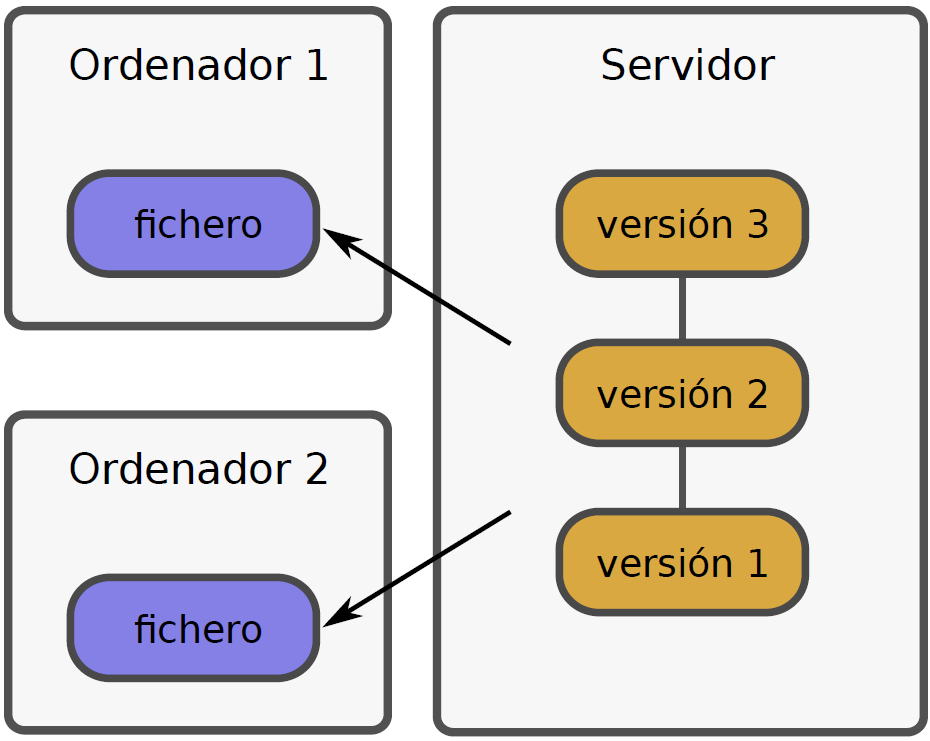 Ordenador 1
fichero
Ordenador 2
fichero
Servidor
versión 3
versión 2
versión 1